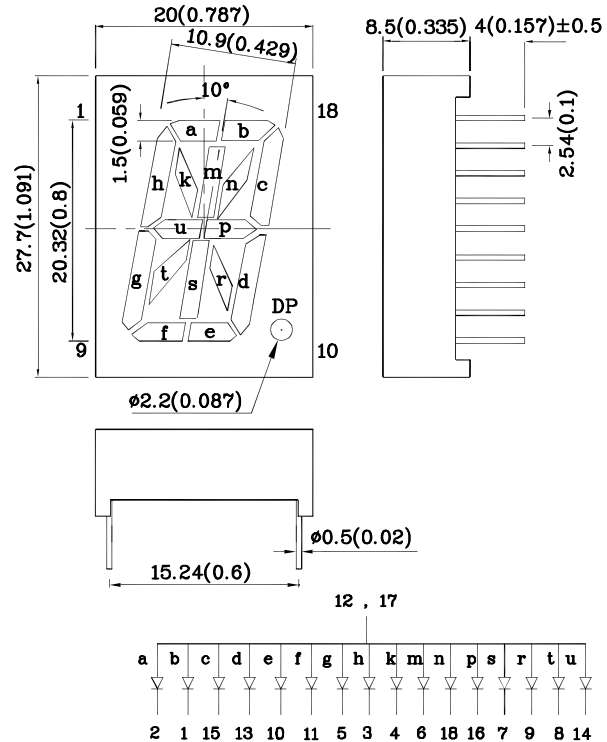 20(0.787)
8.5(0.335) 4(0.157)±0.5
10.9(0.429)
10°
1 18
a b
1.5(0.059)
2.54(0.1)
h k m n c
27.7(1.091)
20.32(0.8)
u p
g t s r d
DP
f e
9 10
ø2.2(0.087)
ø0.5(0.02)
15.24(0.6)
12 , 17
a b c d e f g h k m n p s r t u
2 1 15 13 10 11 5 3 4 6 18 16 7 9 8 14